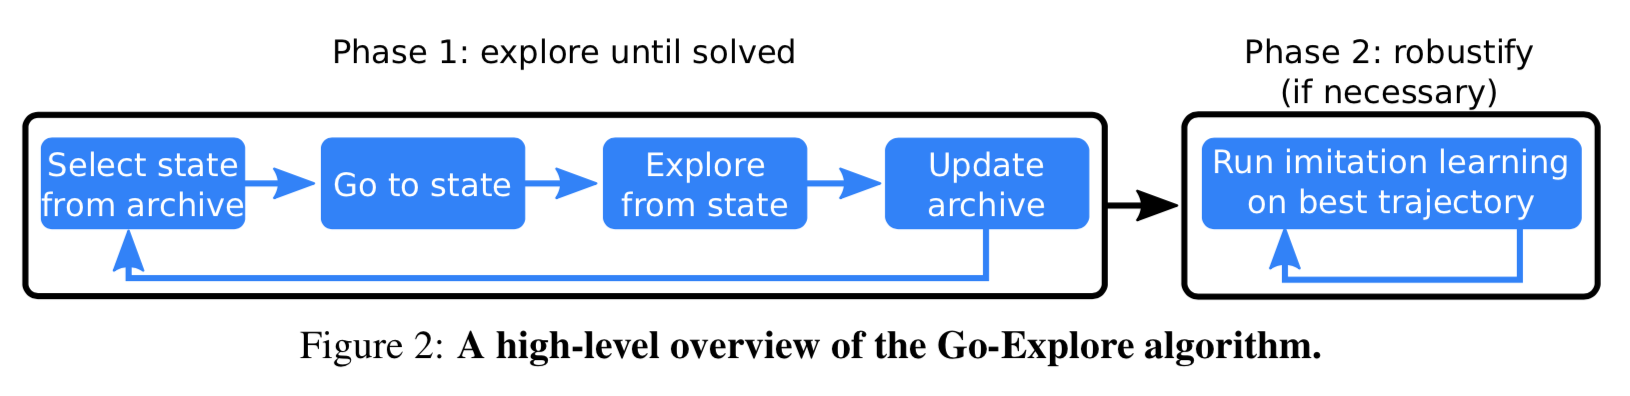 Phase 1: explore until solved
Phase 2: robustify
(if necessary)
Select state
from archive
Go to state
Explore
from state
Update
archive
Run imitation learning
on best trajectory
Figure 2: A high-level overview of the Go-Explore algorithm.